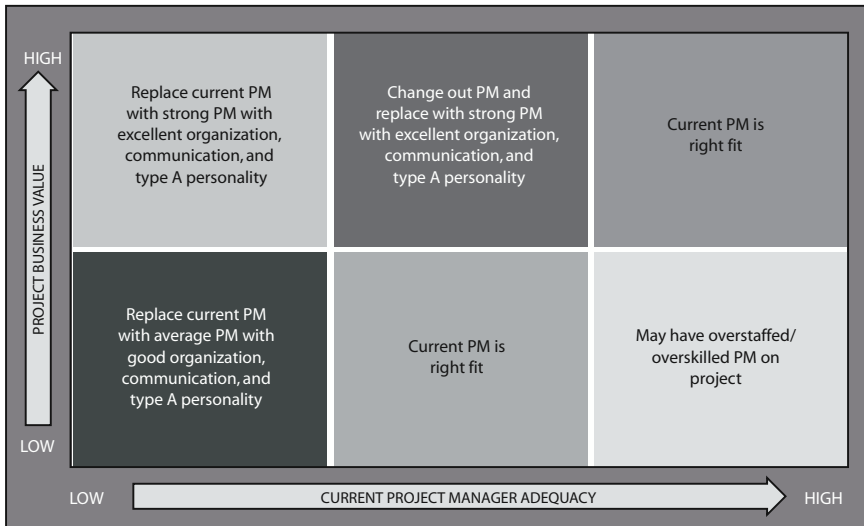 HIGH
PROJECT BUSINESS VALUE
LOW
Replace current PM
with strong PM with
excellent organization,
communication, and
type A personality
Change out PM and
replace with strong PM
with excellent organization,
communication, and
type A personality
Current PM is
right fit
Replace current PM
with average PM with
good organization,
communication, and
type A personality
Current PM is
right fit
May have overstaffed/
overskilled PM on
project
LOW
CURRENT PROJECT MANAGER ADEQUACY
HIGH